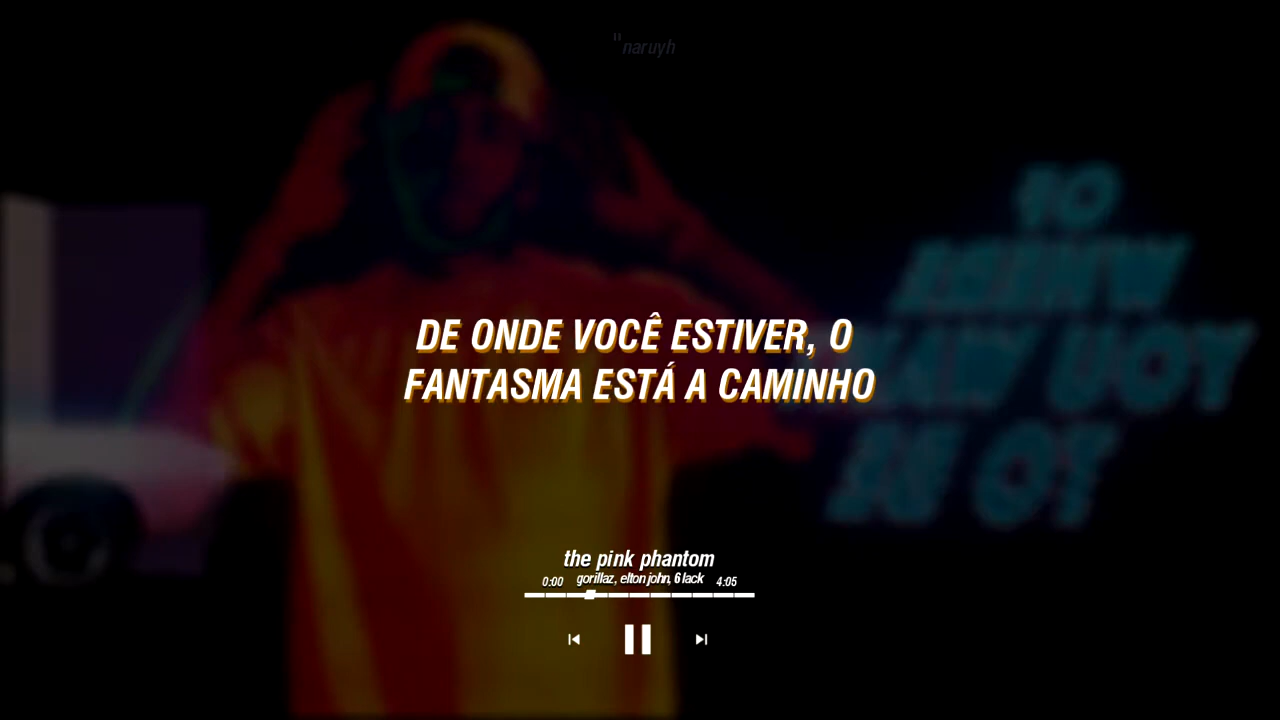 "naruyh
DE ONDE VOCÊ ESTIVER, O
FANTASMA ESTÁ A CAMINHO
the pink phantom
0:00 gorillaz, elton john, 6lack 4:05